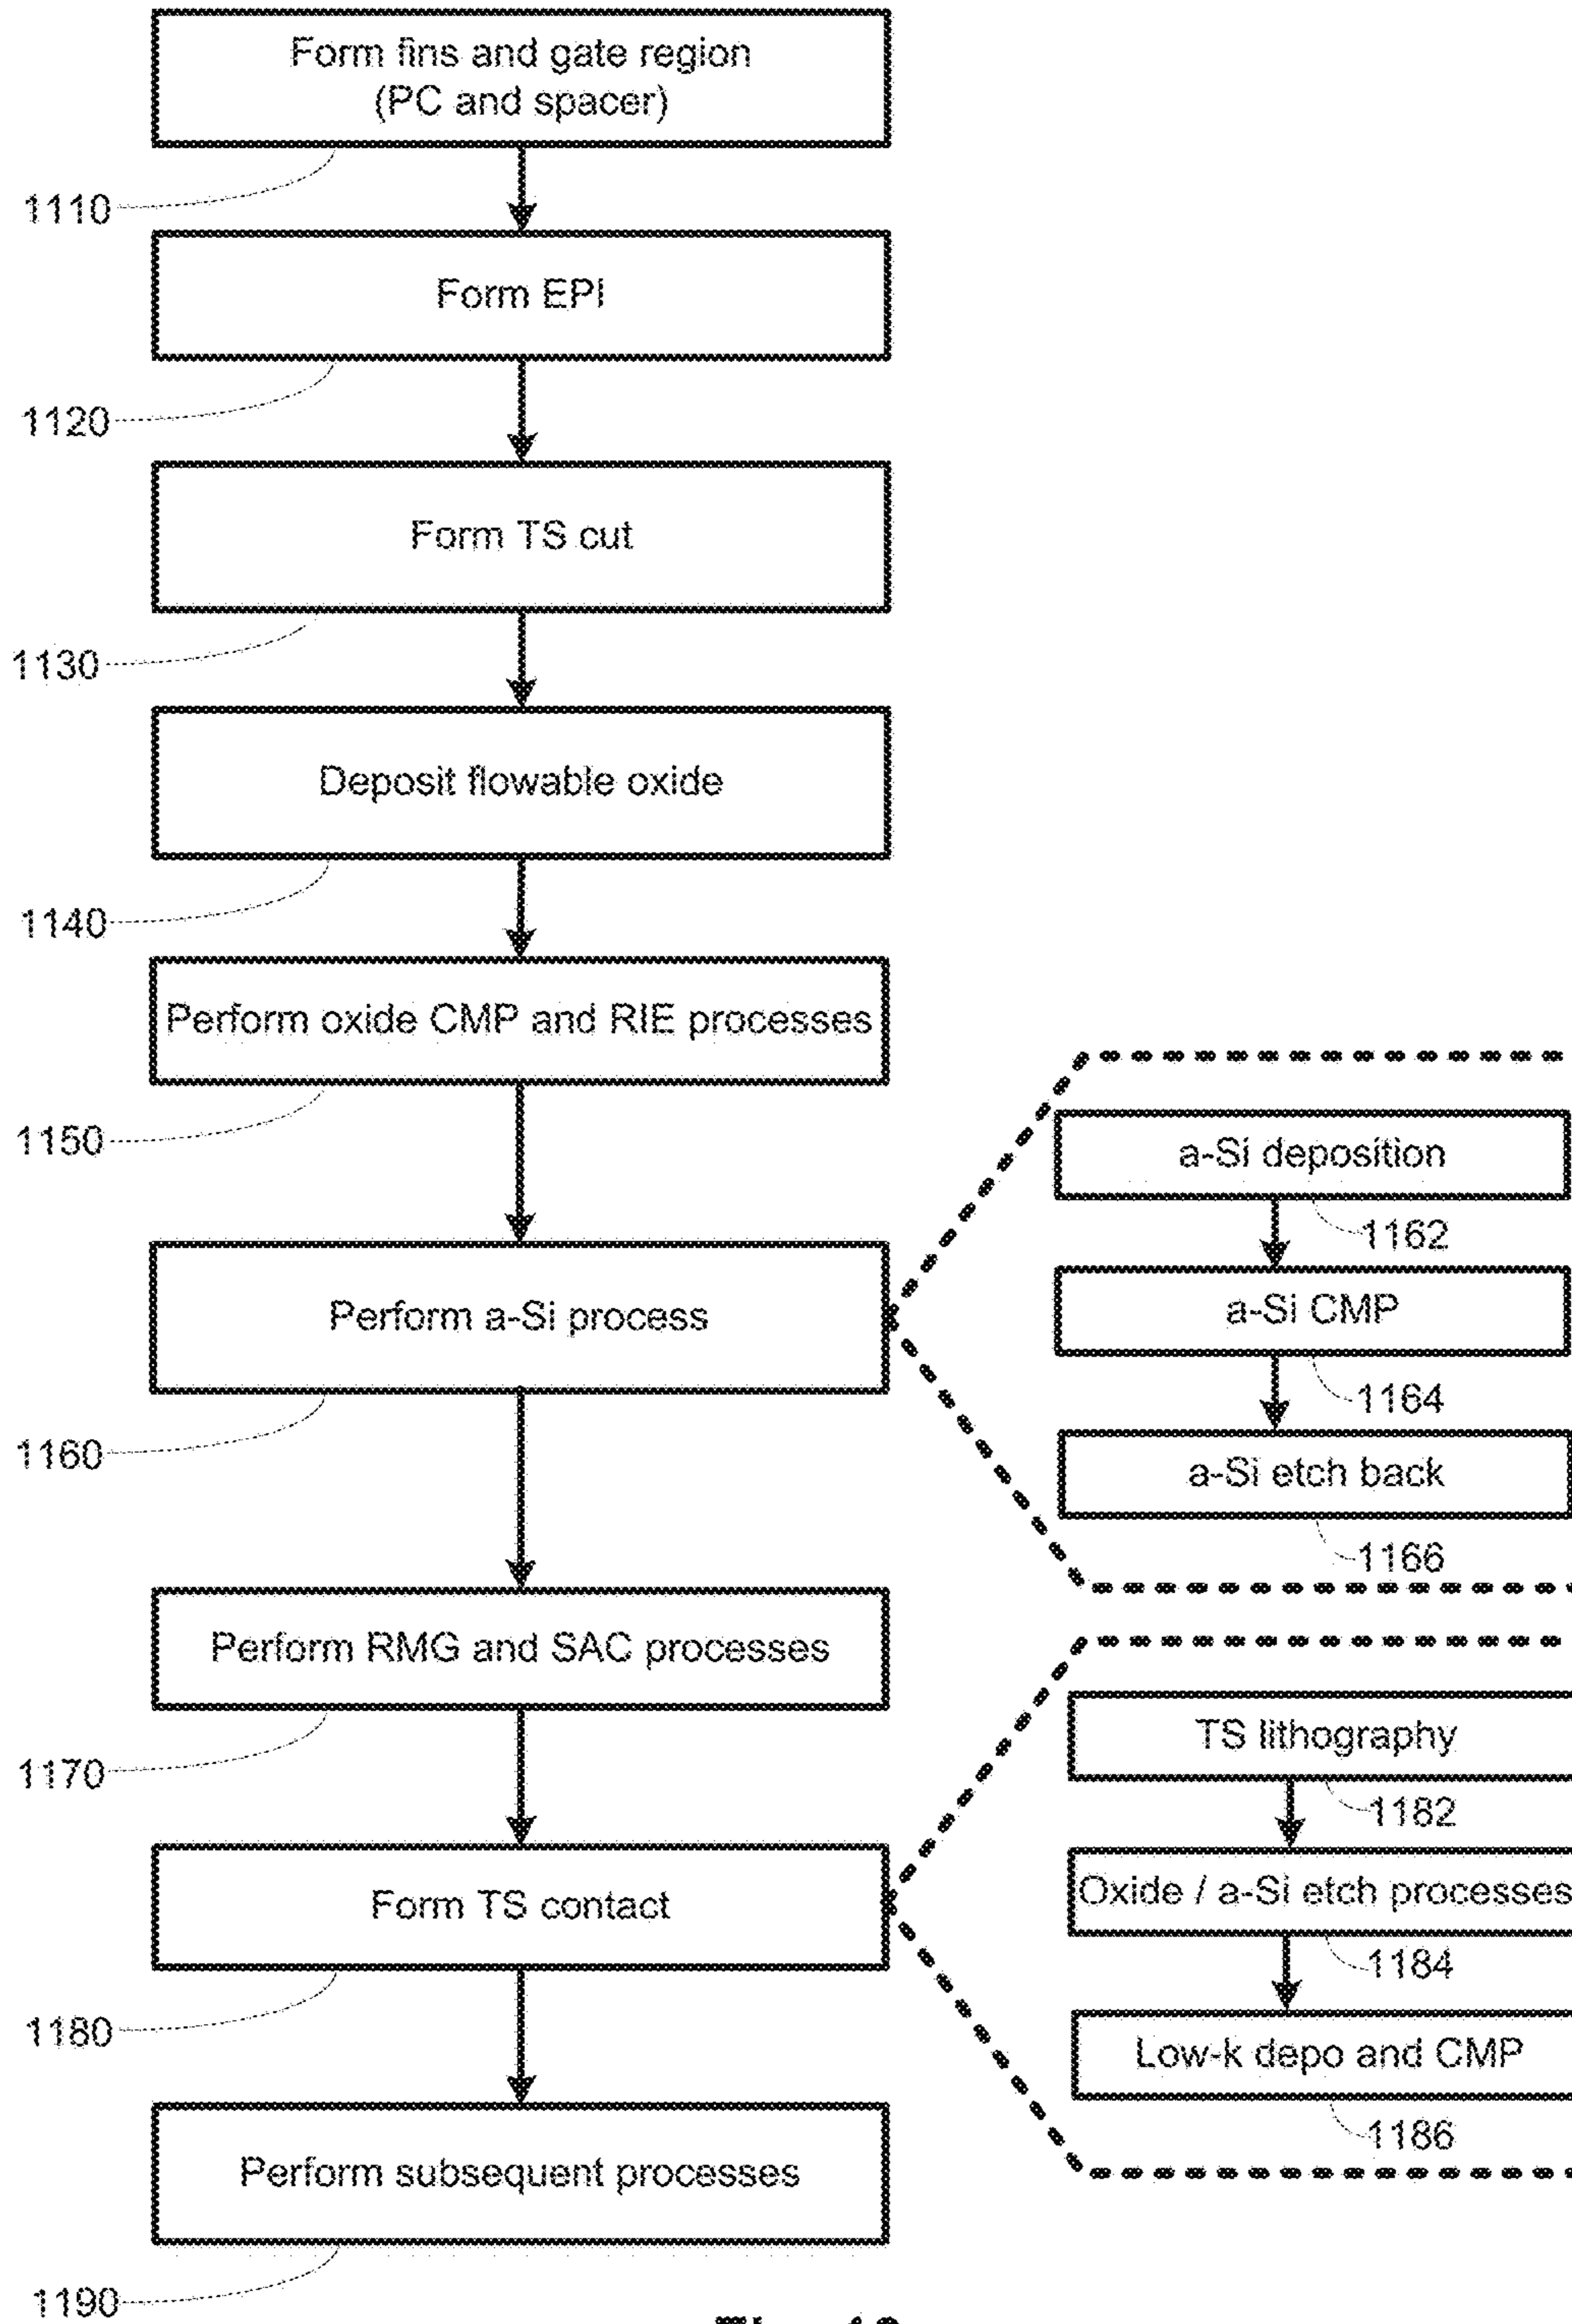 Form fins and gate region
(PC and spacer)
1110
Form EPI
1120
Form TS cut
1130
Deposit flowable oxide
1140
Perform oxide CMP and RIE processes
1150
Perform a-Si process
1160
a-Si deposition
1162
a-Si CMP
1164
a-Si etch back
1166
Perform RMG and SAC processes
1170
Form TS contact
1180
TS lithography
1182
Oxide / a-Si etch processes
1184
Low-k depo and CMP
1186
Perform subsequent processes
1190